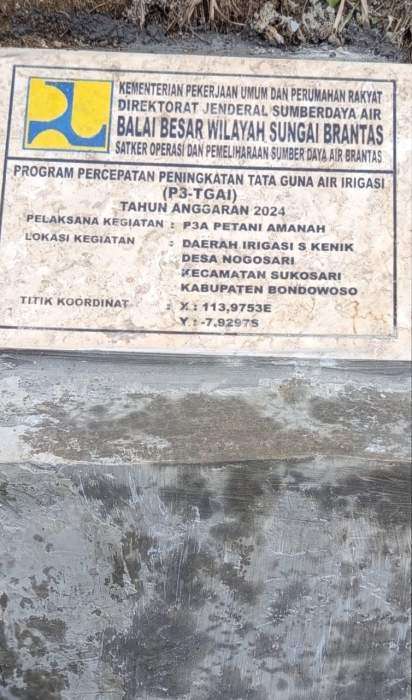 KEMENTERIAN PEKERJAAN UMUM DAN PERUMAHAN RAKYAT
DIREKTORAT JENDERAL SUMBERDAYA AIR
BALAI BESAR WILAYAH SUNGAI BRANTAS
SATKER OPERASI DAN PEMELIHARAAN SUMBER DAYA AIR BRANTAS
PROGRAM PERCEPATAN PENINGKATAN TATA GUNA AIR IRIGASI
(P3-TGAI)
TAHUN ANGGARAN 2024
PELAKSANA KEGIATAN : P3A PETANI AMANAH
LOKASI KEGIATAN : DAERAH IRIGASI S KENIK
DESA NOGOSARI
KECAMATAN SUKOSARI
KABUPATEN BONDOWOSO
TITIK KOORDINAT : X : 113,9753E
Y : -7,9297S